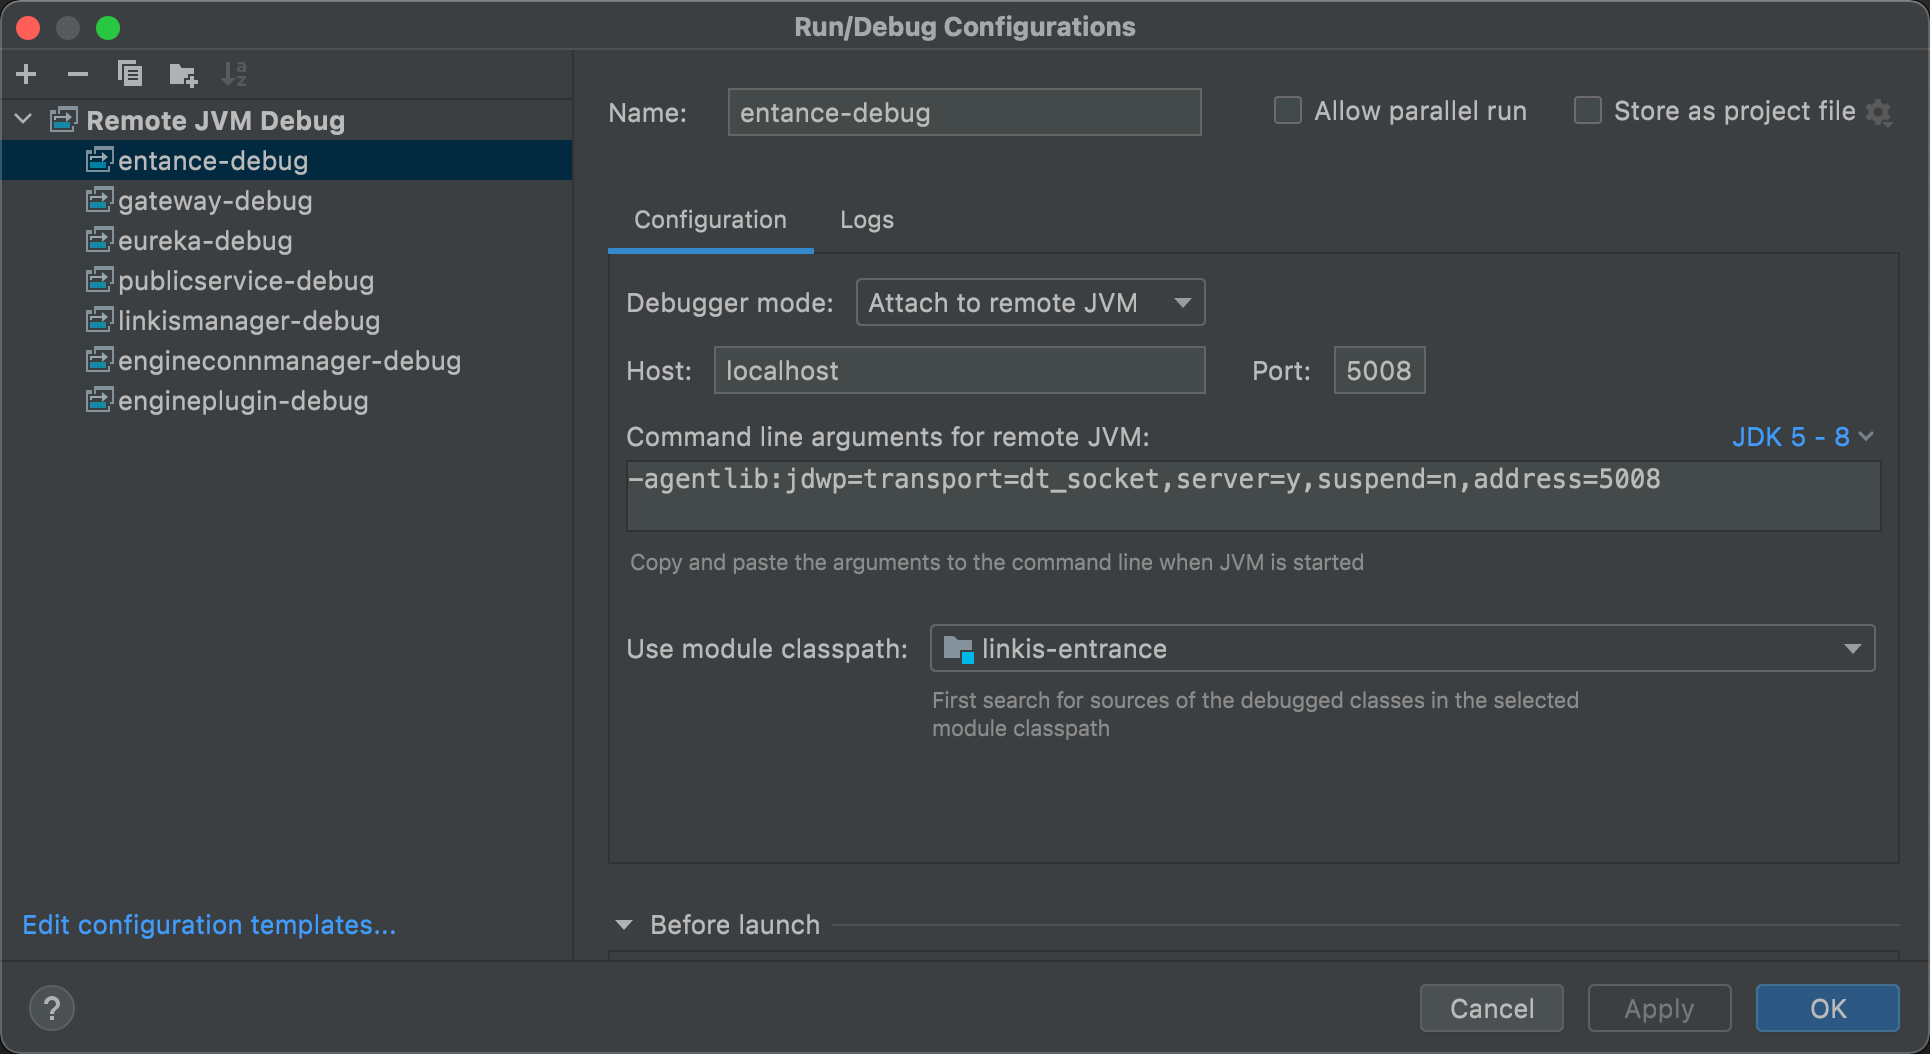 Run/Debug Configurations
Remote JVM Debug
entance-debug
gateway-debug
eureka-debug
publicservice-debug
linkismanager-debug
engineconnmanager-debug
engineplugin-debug
Edit configuration templates...
Name: entance-debug Allow parallel run Store as project file
Configuration Logs
Debugger mode: Attach to remote JVM
Host: localhost Port: 5008
Command line arguments for remote JVM: JDK 5 - 8
-agentlib:jdwp=transport=dt_socket,server=y,suspend=n,address=5008
Copy and paste the arguments to the command line when JVM is started
Use module classpath: linkis-entrance
First search for sources of the debugged classes in the selected
module classpath
Before launch
? Cancel Apply OK